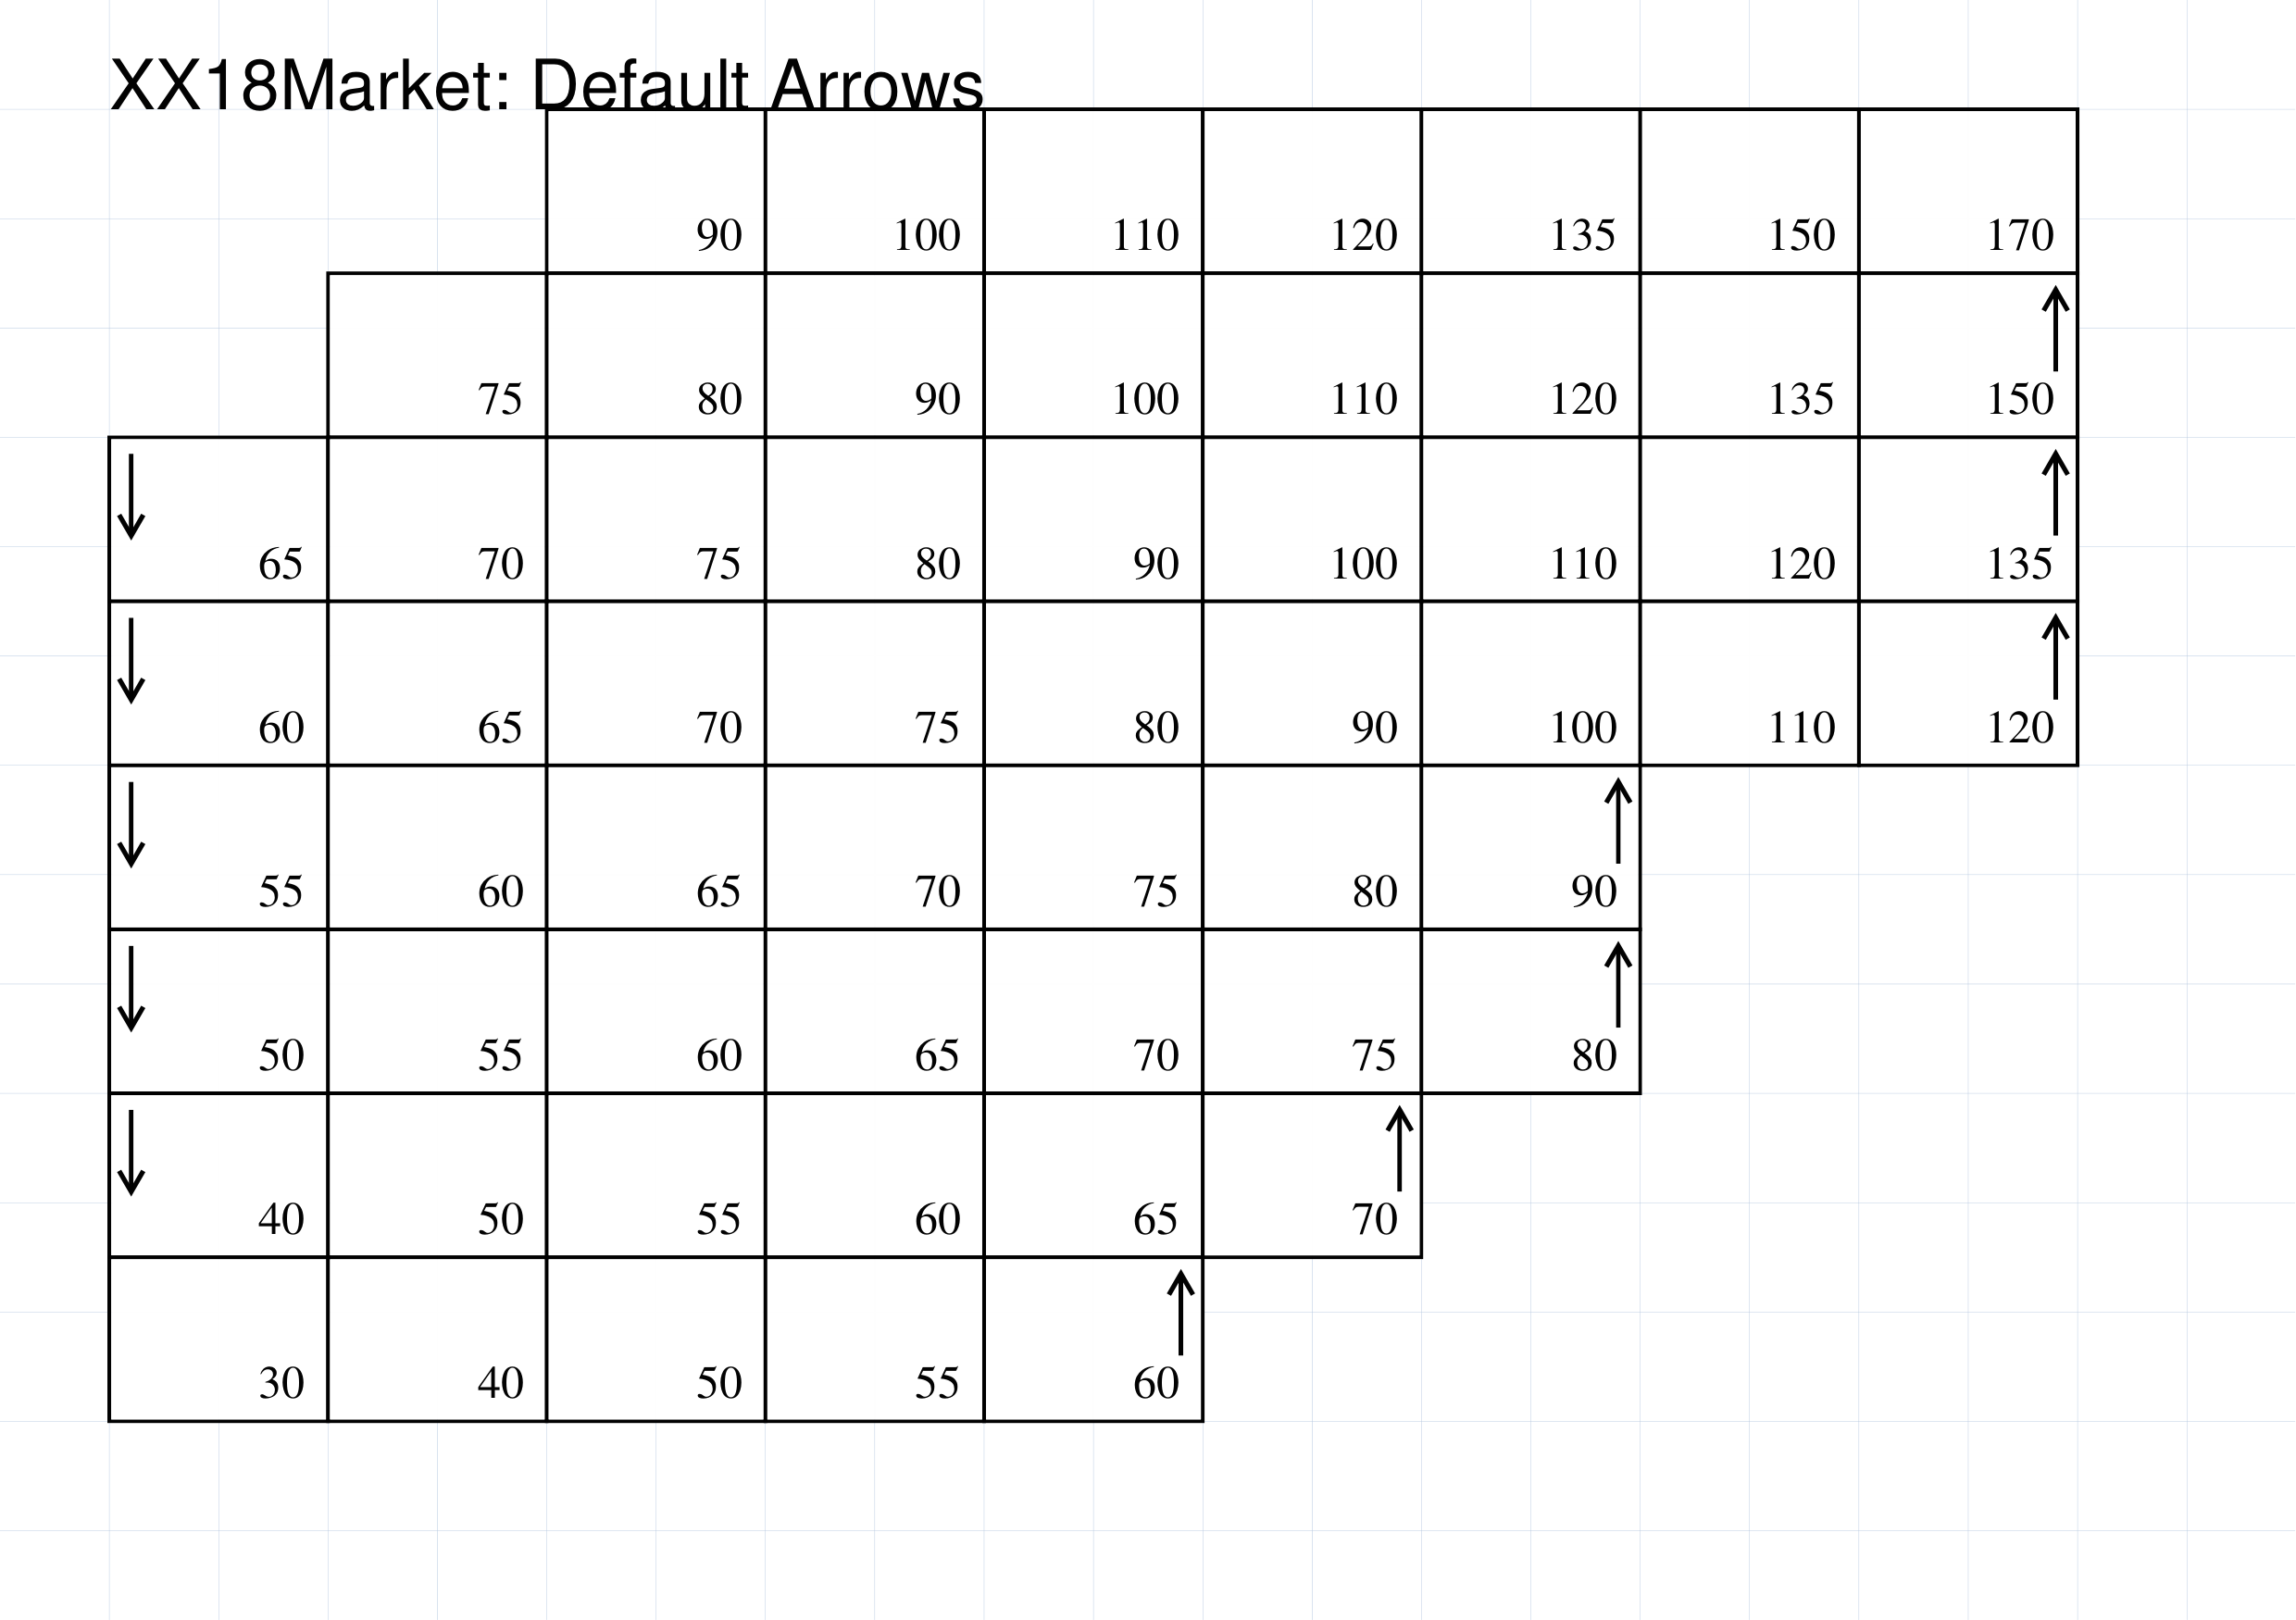 XX18Market: Default Arrows
90 100 110 120 135 150 170
75 80 90 100 110 120 135 150
65 70 75 80 90 100 110 120 135
60 65 70 75 80 90 100 110 120
55 60 65 70 75 80 90
50 55 60 65 70 75 80
40 50 55 60 65 70
30 40 50 55 60